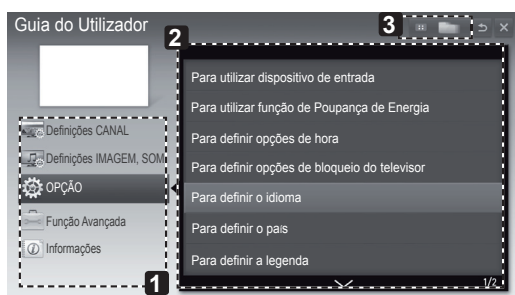 Guia do Utilizador
3
2
Para utilizar dispositivo de entrada
Para utilizar função de Poupança de Energia
Para definir opções de hora
Para definir opções de bloqueio do televisor
Para definir o idioma
Para definir o país
Para definir a legenda
1/2
Definições CANAL
Definições IMAGEM, SOM
OPÇÃO
Função Avançada
Informações
1